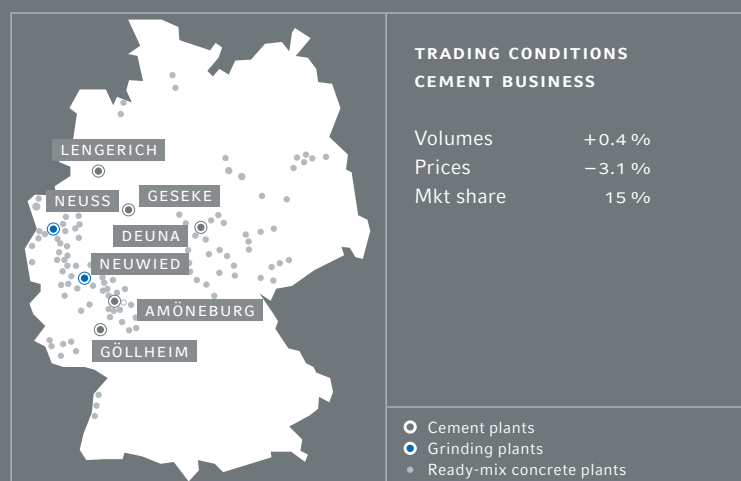 LENGERICH
NEUSS
GESEKE
DEUNA
NEUWIED
AMÖNEBURG
GÖLLHEIM
TRADING CONDITIONS
CEMENT BUSINESS
Volumes +0.4 %
Prices −3.1 %
Mkt share 15 %
Cement plants
Grinding plants
Ready-mix concrete plants